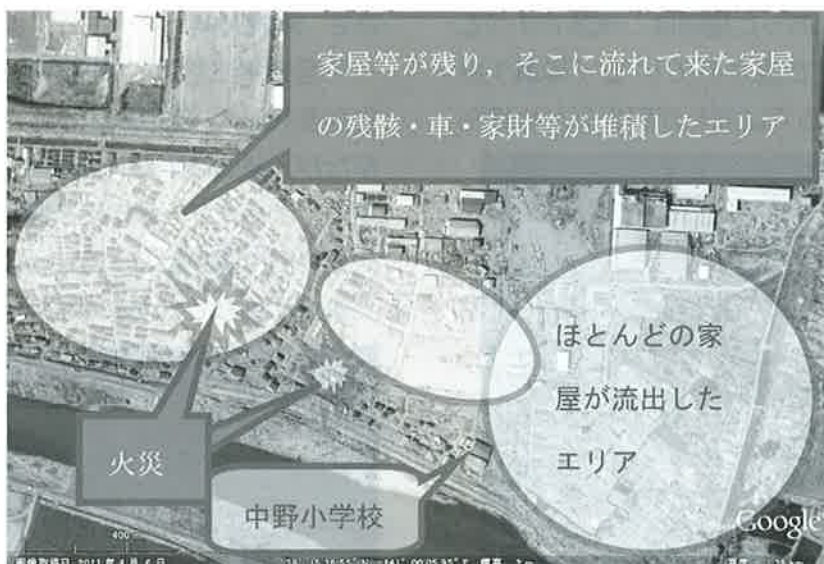 家屋等が残り，そこに流れて来た家屋
の残骸・車・家財等が堆積したエリア
ほとんどの家
屋が流出した
エリア
火災
中野小学校
Google
400